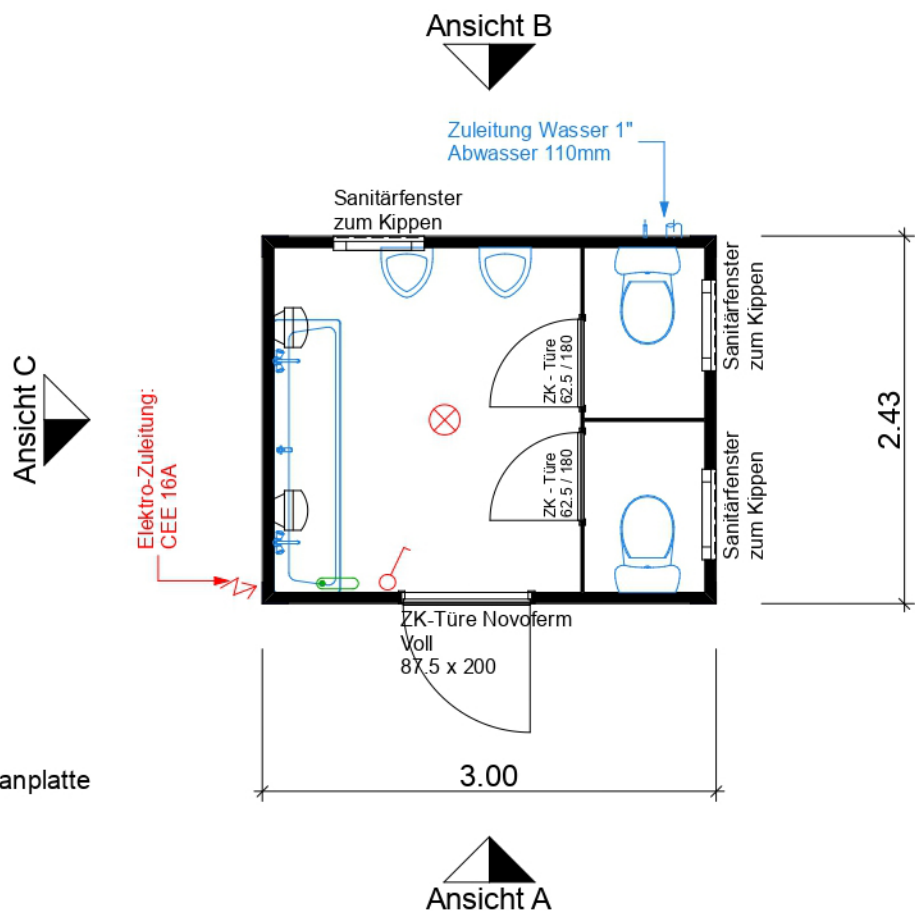 Ansicht B
Zuleitung Wasser 1"
Abwasser 110mm
Sanitärfenster
zum Kippen
Sanitärfenster
zum Kippen
ZK - Türe
62.5 / 180
Ansicht C
2.43
Elektro-Zuleitung:
CEE 16A
ZK - Türe
62.5 / 180
Sanitärfenster
zum Kippen
ZK-Türe Novoferm
Voll
87.5 x 200
anplatte
3.00
Ansicht A